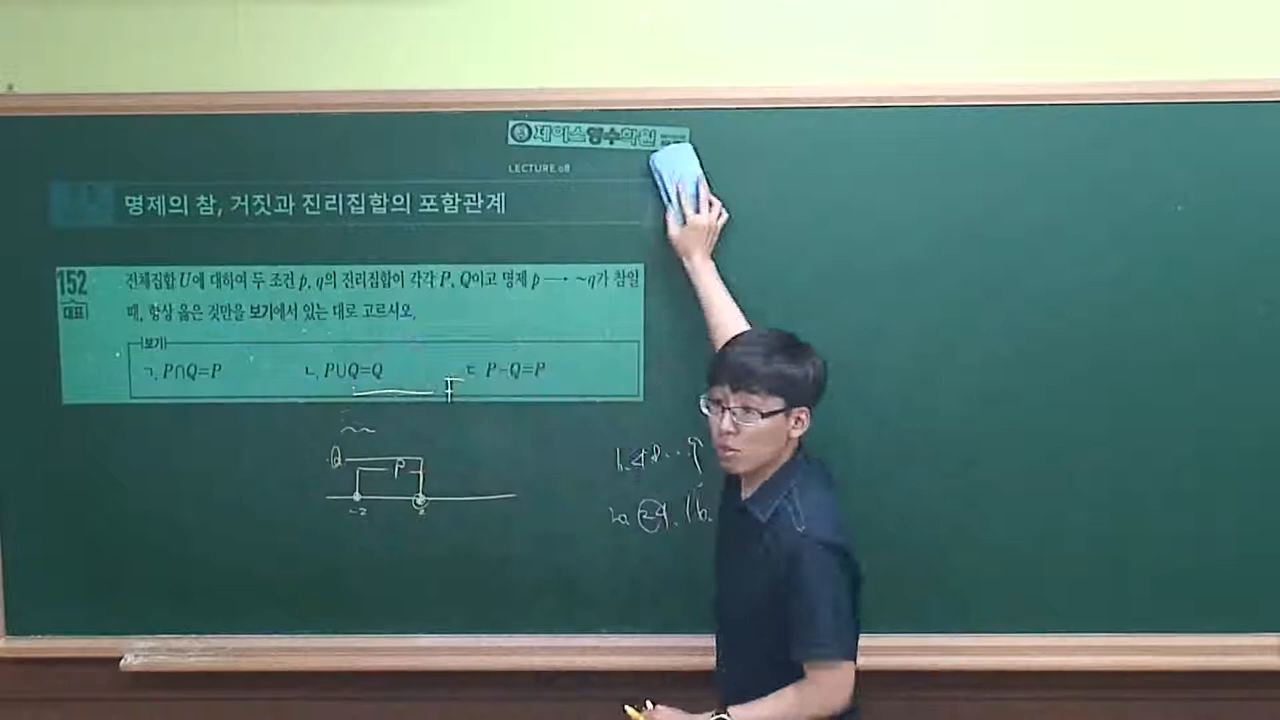 제이스영수학원
LECTURE.08
명제의 참, 거짓과 진리집합의 포함관계
152
대표
전체집합 U에 대하여 두 조건 p, q의 진리집합이 각각 P, Q이고 명제 p → ~q가 참일
때, 항상 옳은 것만을 보기에서 있는 대로 고르시오.
보기
ㄱ. P∩Q=P ㄴ. P∪Q=Q ㄷ. P-Q=P
F
Q P
-2 2